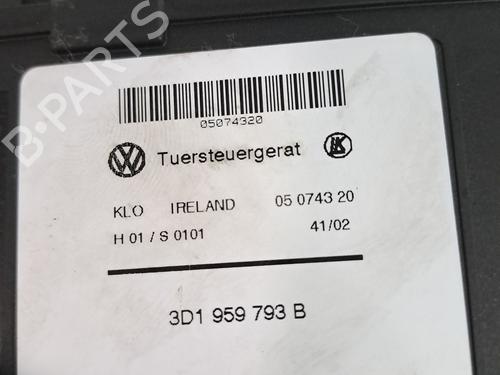 B-PARTS
05074320
Tuersteuergerat
KLO IRELAND 05 0743 20
H 01 / S 0101 41/02
3D1 959 793 B